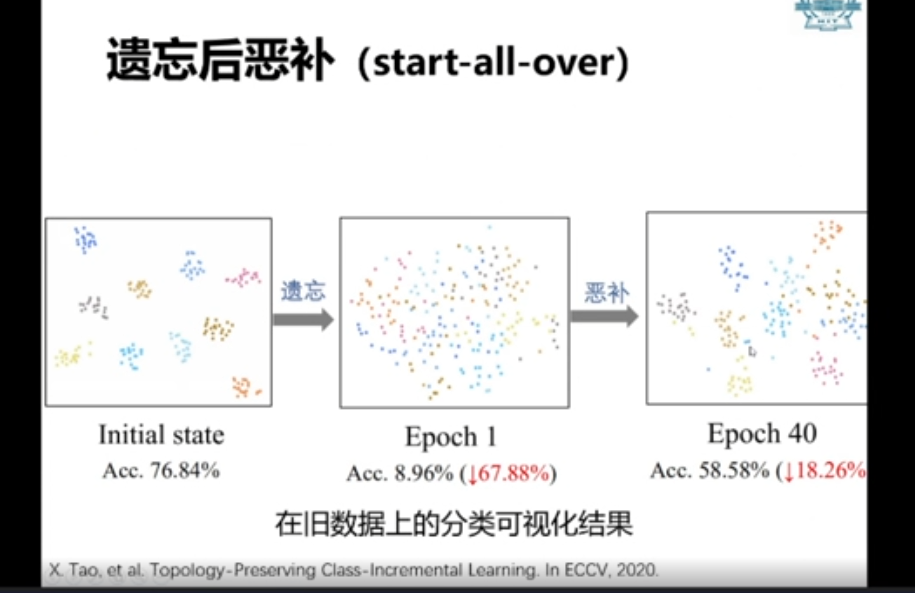 遗忘后恶补（start-all-over）
遗忘
恶补
Initial state
Acc. 76.84%
Epoch 1
Acc. 8.96% (↓67.88%)
Epoch 40
Acc. 58.58% (↓18.26%
在旧数据上的分类可视化结果
X. Tao, et al. Topology-Preserving Class-Incremental Learning. In ECCV, 2020.